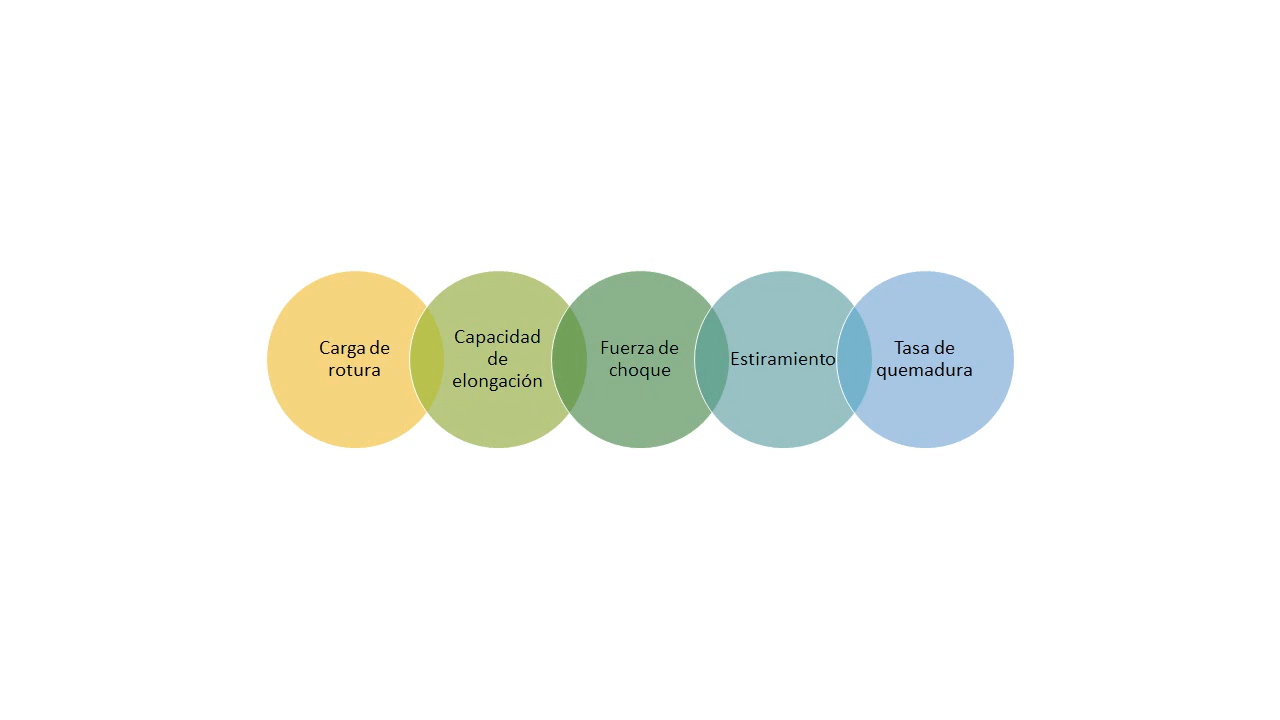 Carga de
rotura
Capacidad
de
elongación
Fuerza de
choque
Estiramiento
Tasa de
quemadura